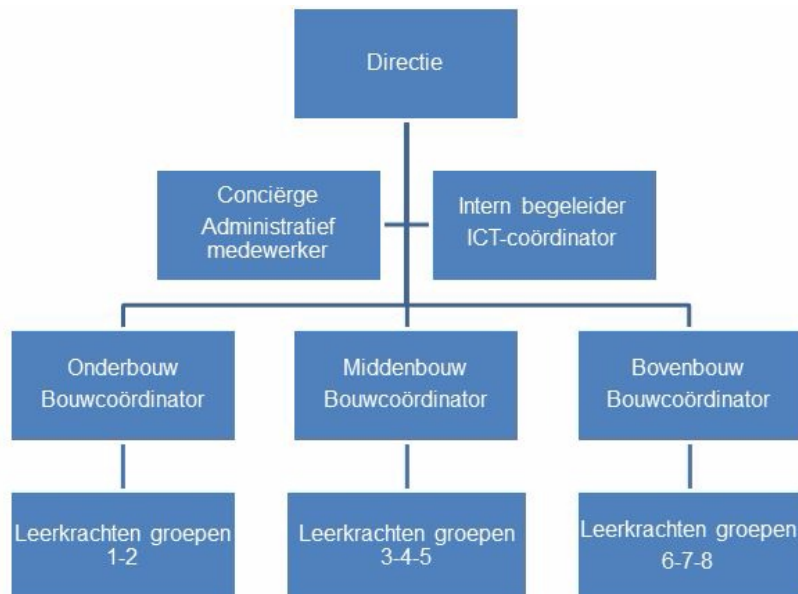 Directie
Conciërge
Administratief
medewerker
Intern begeleider
ICT-coördinator
Onderbouw
Bouwcoördinator
Middenbouw
Bouwcoördinator
Bovenbouw
Bouwcoördinator
Leerkrachten groepen
1-2
Leerkrachten groepen
3-4-5
Leerkrachten groepen
6-7-8